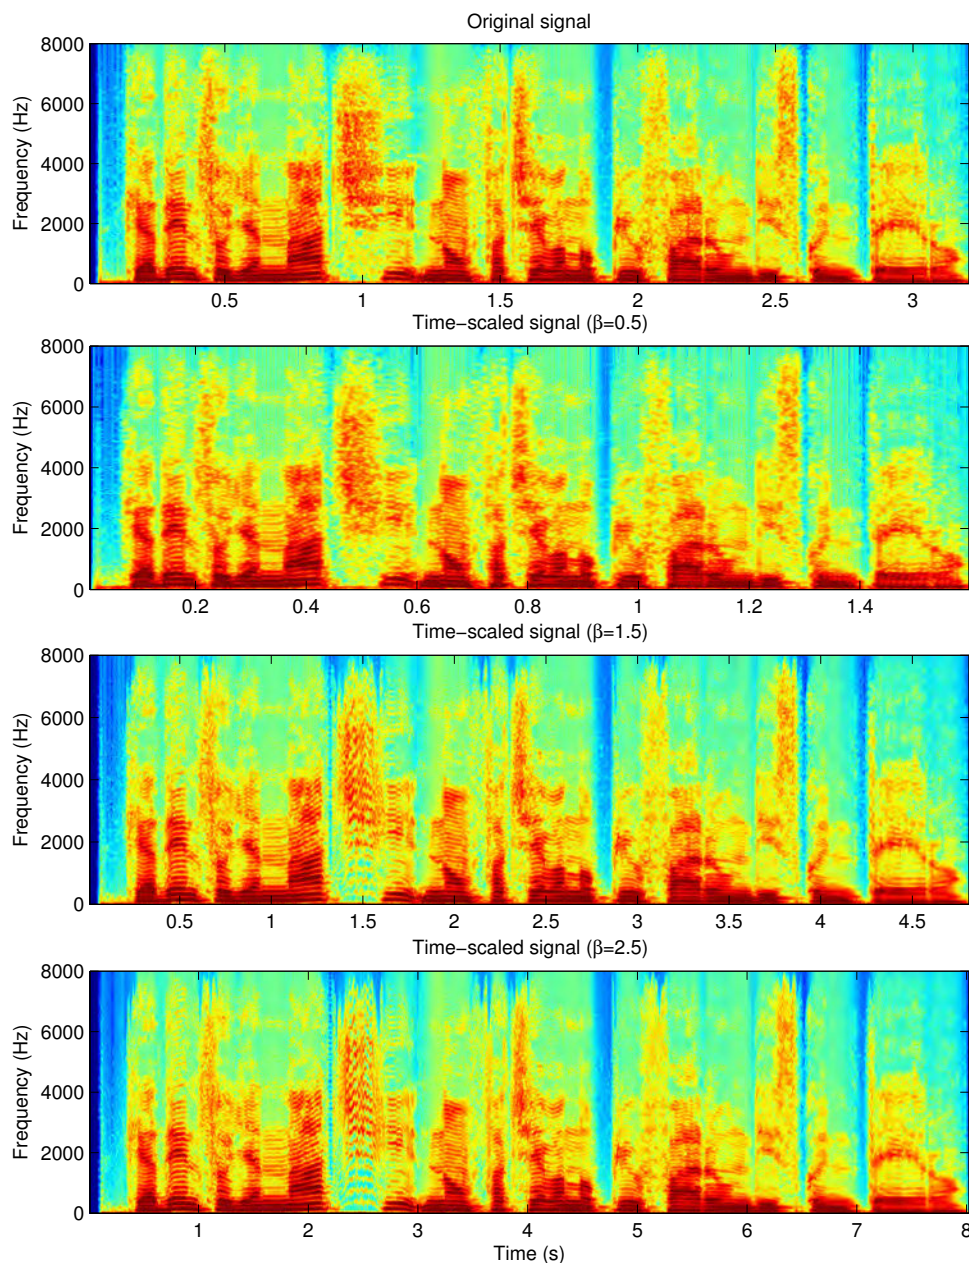 Original signal
8000
6000
4000
2000
0
Frequency (Hz)
0.5 1 1.5 2 2.5 3
Time−scaled signal (β=0.5)
8000
6000
4000
2000
0
Frequency (Hz)
0.2 0.4 0.6 0.8 1 1.2 1.4
Time−scaled signal (β=1.5)
8000
6000
4000
2000
0
Frequency (Hz)
0.5 1 1.5 2 2.5 3 3.5 4 4.5
Time−scaled signal (β=2.5)
8000
6000
4000
2000
0
Frequency (Hz)
1 2 3 4 5 6 7 8
Time (s)